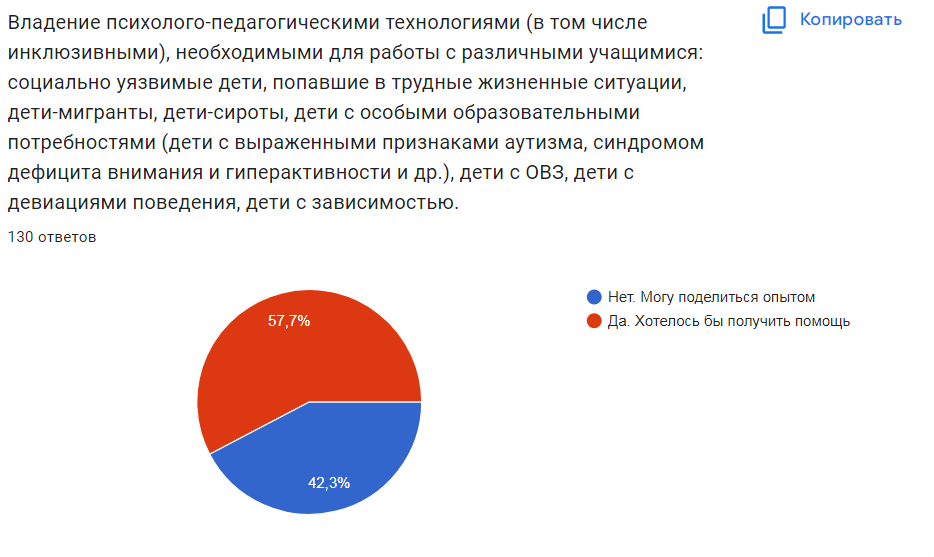 Владение психолого-педагогическими технологиями (в том числе
инклюзивными), необходимыми для работы с различными учащимися:
социально уязвимые дети, попавшие в трудные жизненные ситуации,
дети-мигранты, дети-сироты, дети с особыми образовательными
потребностями (дети с выраженными признаками аутизма, синдромом
дефицита внимания и гиперактивности и др.), дети с ОВЗ, дети с
девиациями поведения, дети с зависимостью.
Копировать
130 ответов
57,7%
42,3%
Нет. Могу поделиться опытом
Да. Хотелось бы получить помощь